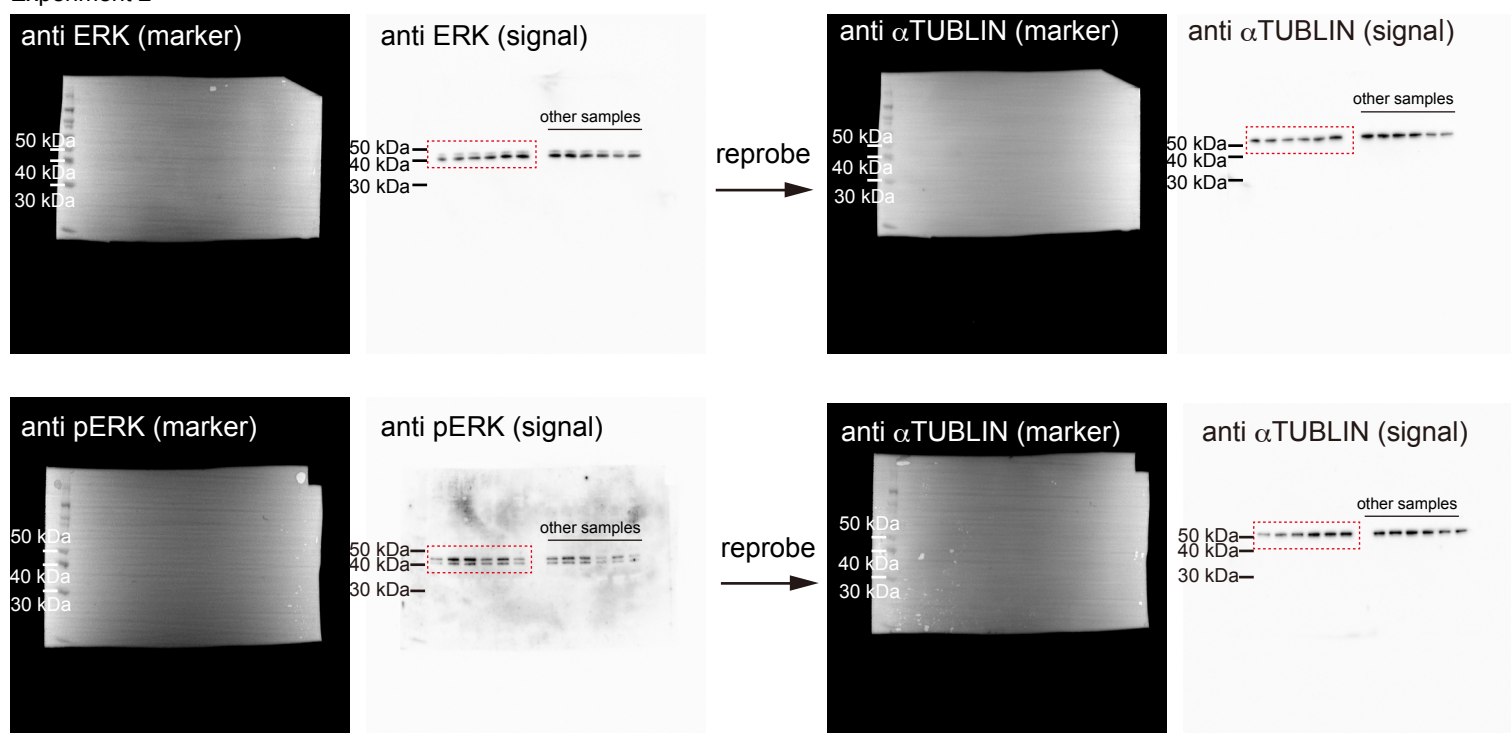 anti ERK (marker)
50 kDa
40 kDa
30 kDa
anti ERK (signal)
other samples
50 kDa
40 kDa
30 kDa
reprobe
anti αTUBLIN (marker)
50 kDa
40 kDa
30 kDa
anti αTUBLIN (signal)
other samples
50 kDa
40 kDa
30 kDa
anti pERK (marker)
50 kDa
40 kDa
30 kDa
anti pERK (signal)
other samples
50 kDa
40 kDa
30 kDa
reprobe
anti αTUBLIN (marker)
50 kDa
40 kDa
30 kDa
anti αTUBLIN (signal)
other samples
50 kDa
40 kDa
30 kDa